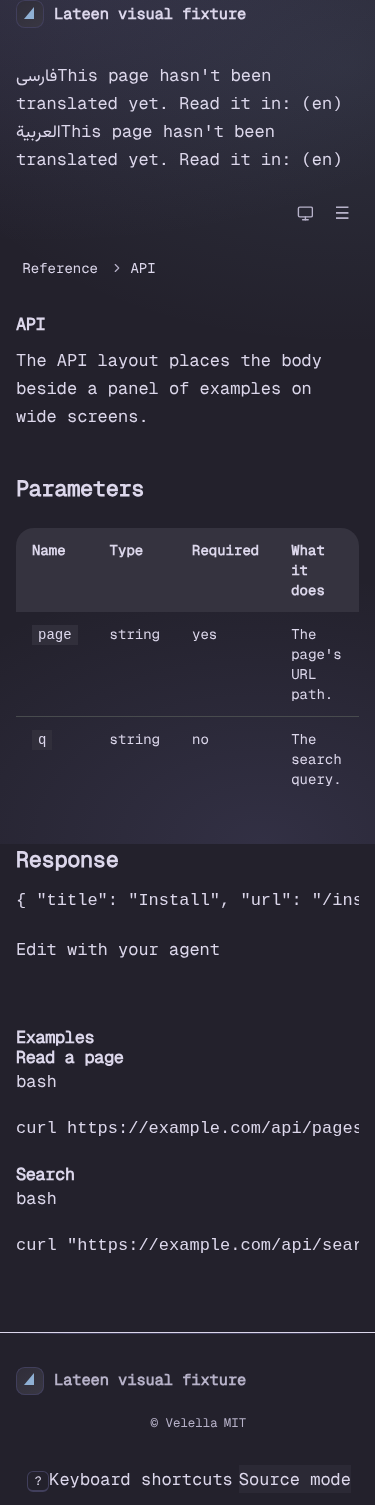 Lateen visual fixture
فارسیThis page hasn't been
translated yet. Read it in: (en)
العربيةThis page hasn't been
translated yet. Read it in: (en)
Reference > API
API
The API layout places the body
beside a panel of examples on
wide screens.
Parameters
Name Type Required What it does
page string yes The page's URL path.
q string no The search query.
Response
{ "title": "Install", "url": "/ins
Edit with your agent
Examples
Read a page
bash
curl https://example.com/api/pages
Search
bash
curl "https://example.com/api/sear
Lateen visual fixture
© Velella MIT
? Keyboard shortcuts Source mode